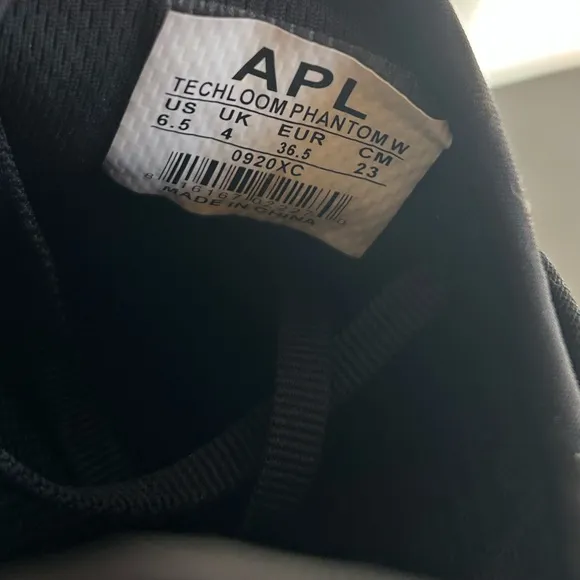 APL
TECHLOOM PHANTOM W
US UK EUR CM
6.5 4 36.5 23
0920XC
MADE IN CHINA